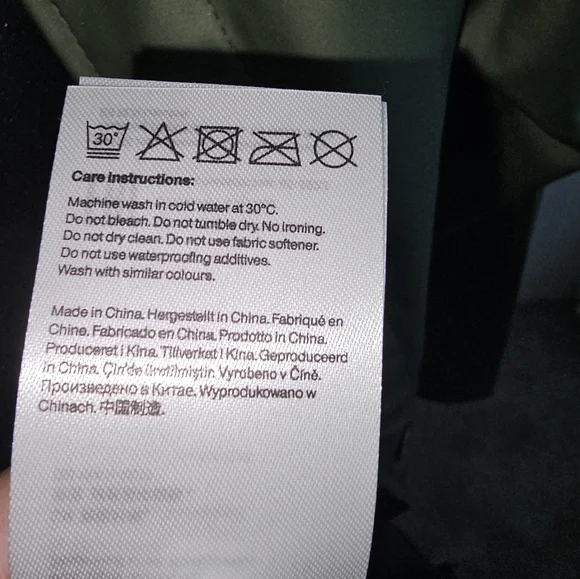 30°
Care instructions:
Machine wash in cold water at 30°C.
Do not bleach. Do not tumble dry. No ironing.
Do not dry clean. Do not use fabric softener.
Do not use waterproofing additives.
Wash with similar colours.
Made in China. Hergestellt in China. Fabriqué en
Chine. Fabricado en China. Prodotto in China.
Produceret i Kina. Tillverkat i Kina. Geproduceerd
in China. Çin'de üretilmiştir. Vyrobeno v Číně.
Произведено в Китае. Wyprodukowano w
Chinach. 中国制造.